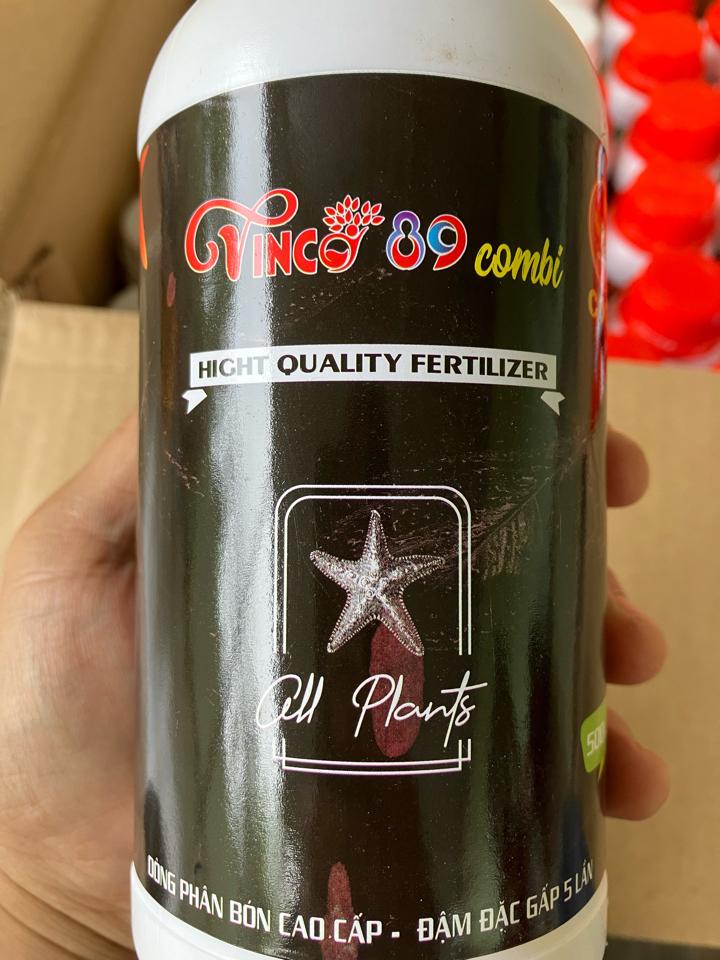 VINCO 89 combi
HIGHT QUALITY FERTILIZER
All Plants
DÒNG PHÂN BÓN CAO CẤP - ĐẬM ĐẶC GẤP 5 LẦN